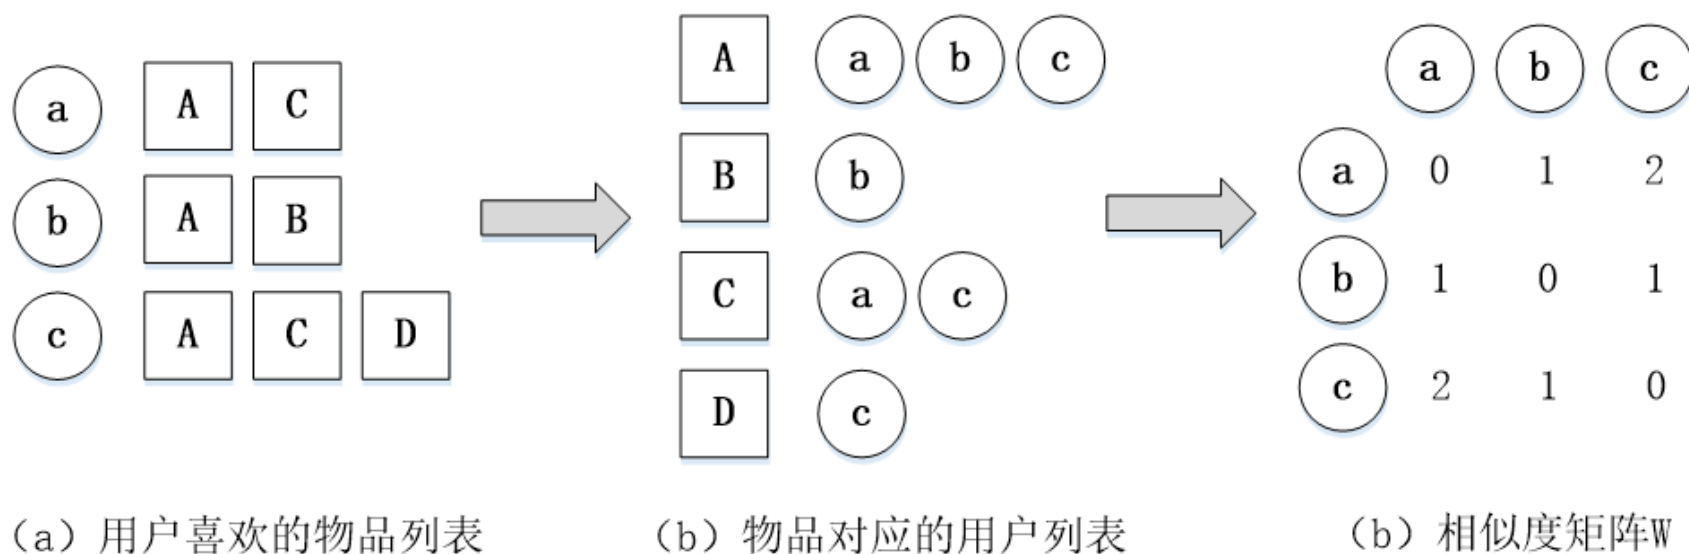 a A C
b A B
c A C D
(a) 用户喜欢的物品列表
A a b c
B b
C a c
D c
(b) 物品对应的用户列表
a b c
a 0 1 2
b 1 0 1
c 2 1 0
(b) 相似度矩阵W